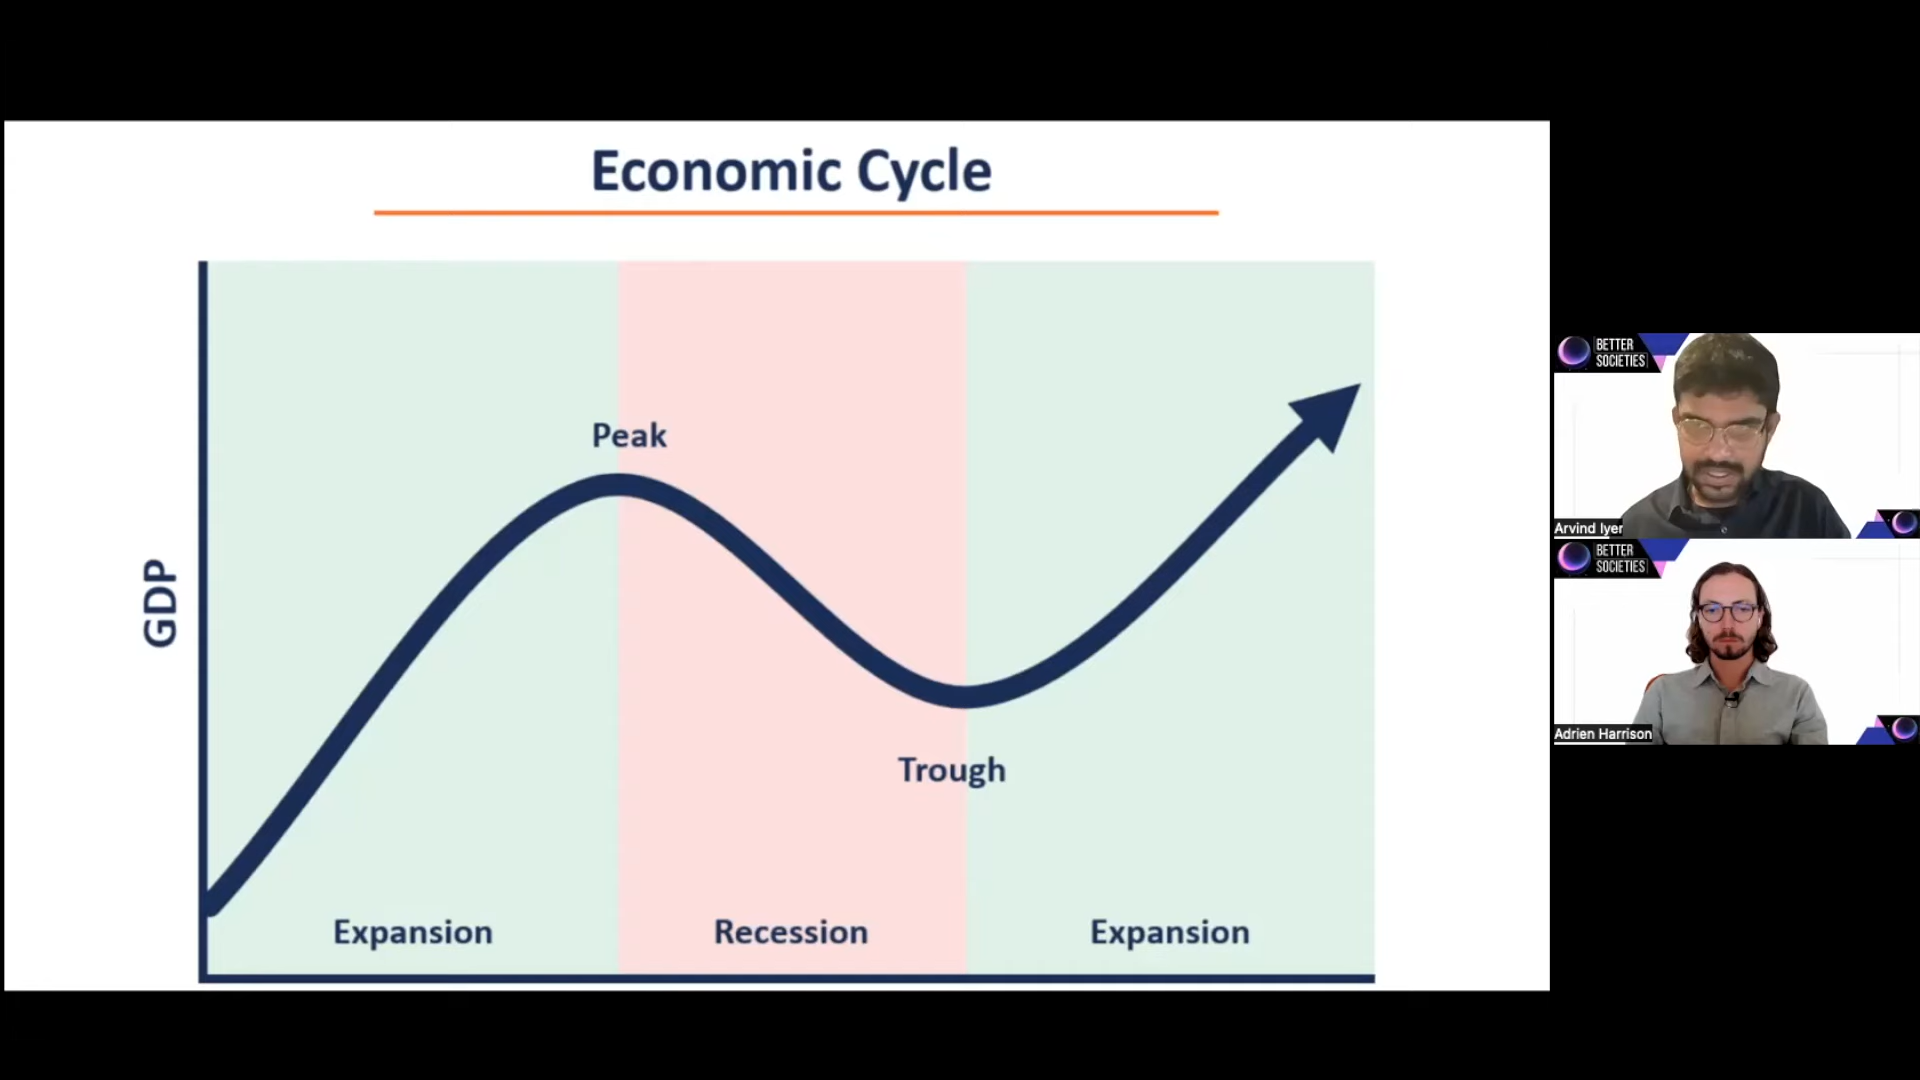 Economic Cycle
Peak
GDP
Trough
Expansion
Recession
Expansion
BETTER
SOCIETIES
Arvind Iyer
BETTER
SOCIETIES
Adrien Harrison